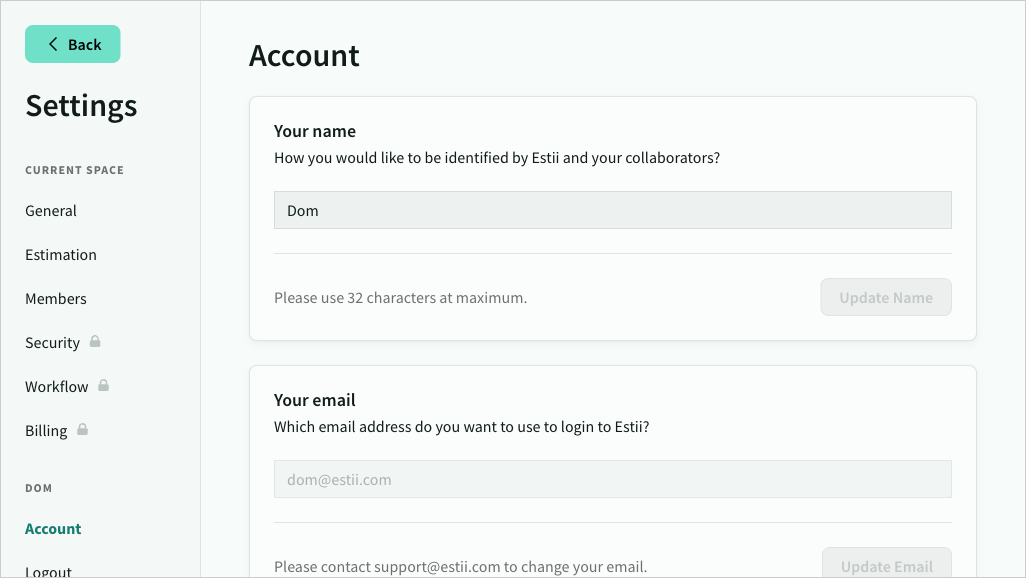 Back
Settings
CURRENT SPACE
General
Estimation
Members
Security
Workflow
Billing
DOM
Account
Logout
Account
Your name
How you would like to be identified by Estii and your collaborators?
Dom
Please use 32 characters at maximum.
Update Name
Your email
Which email address do you want to use to login to Estii?
dom@estii.com
Please contact support@estii.com to change your email.
Update Email